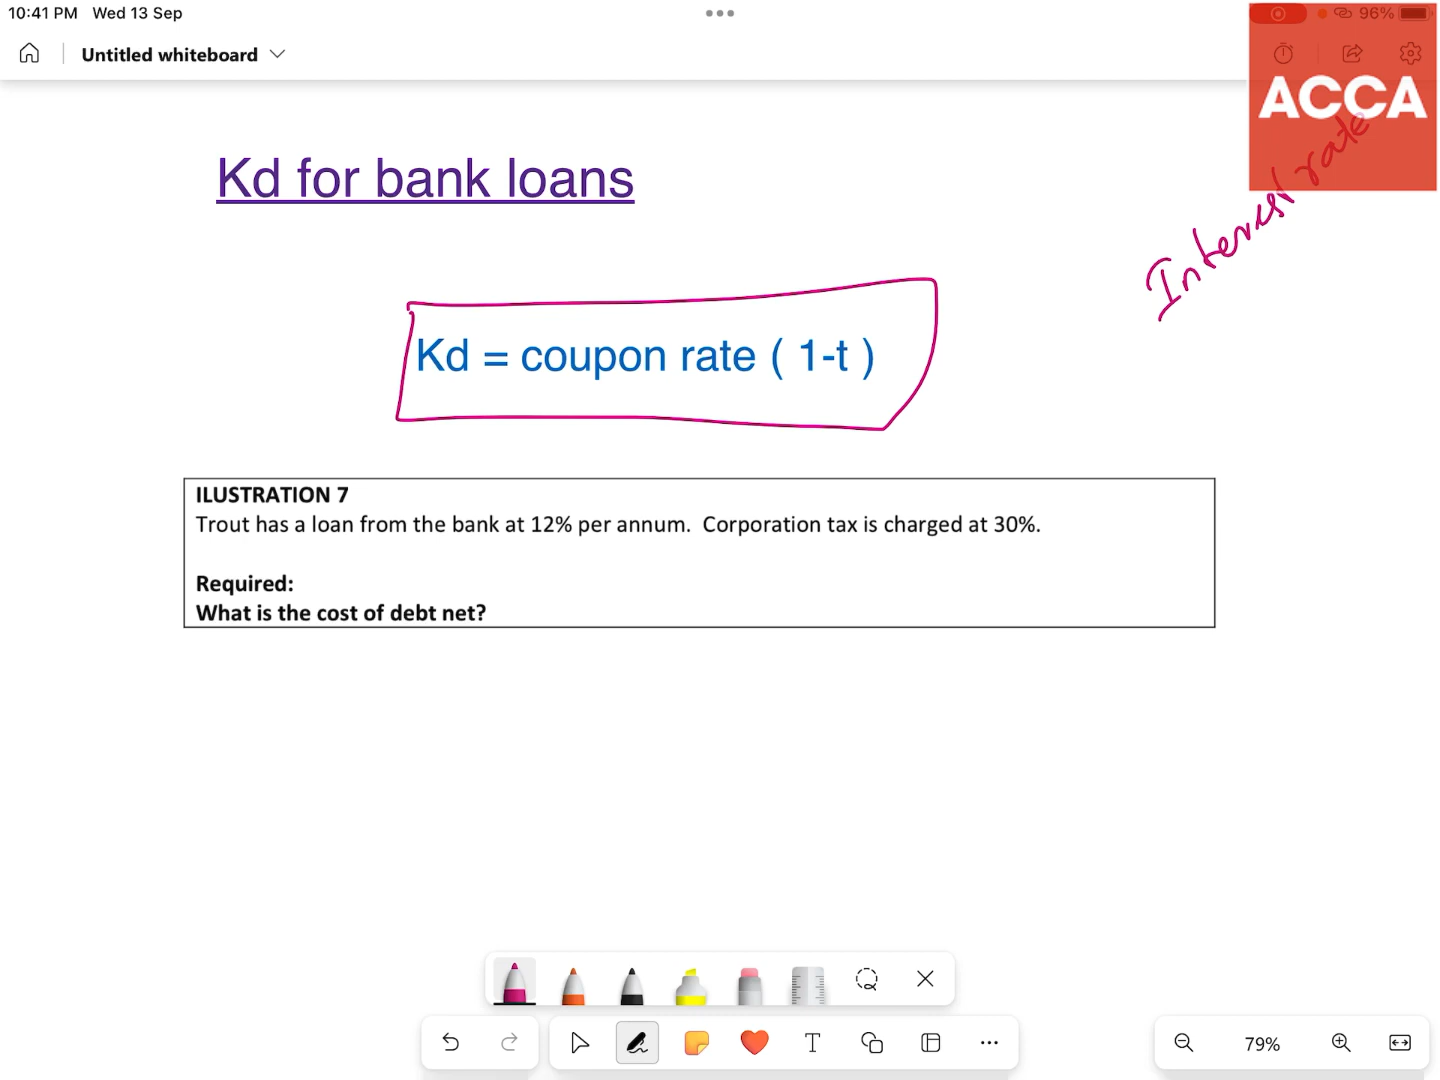 10:41 PM Wed 13 Sep
96%
Untitled whiteboard
ACCA
Interest rate
Kd for bank loans
Kd = coupon rate ( 1-t )
ILUSTRATION 7
Trout has a loan from the bank at 12% per annum. Corporation tax is charged at 30%.
Required:
What is the cost of debt net?
79%